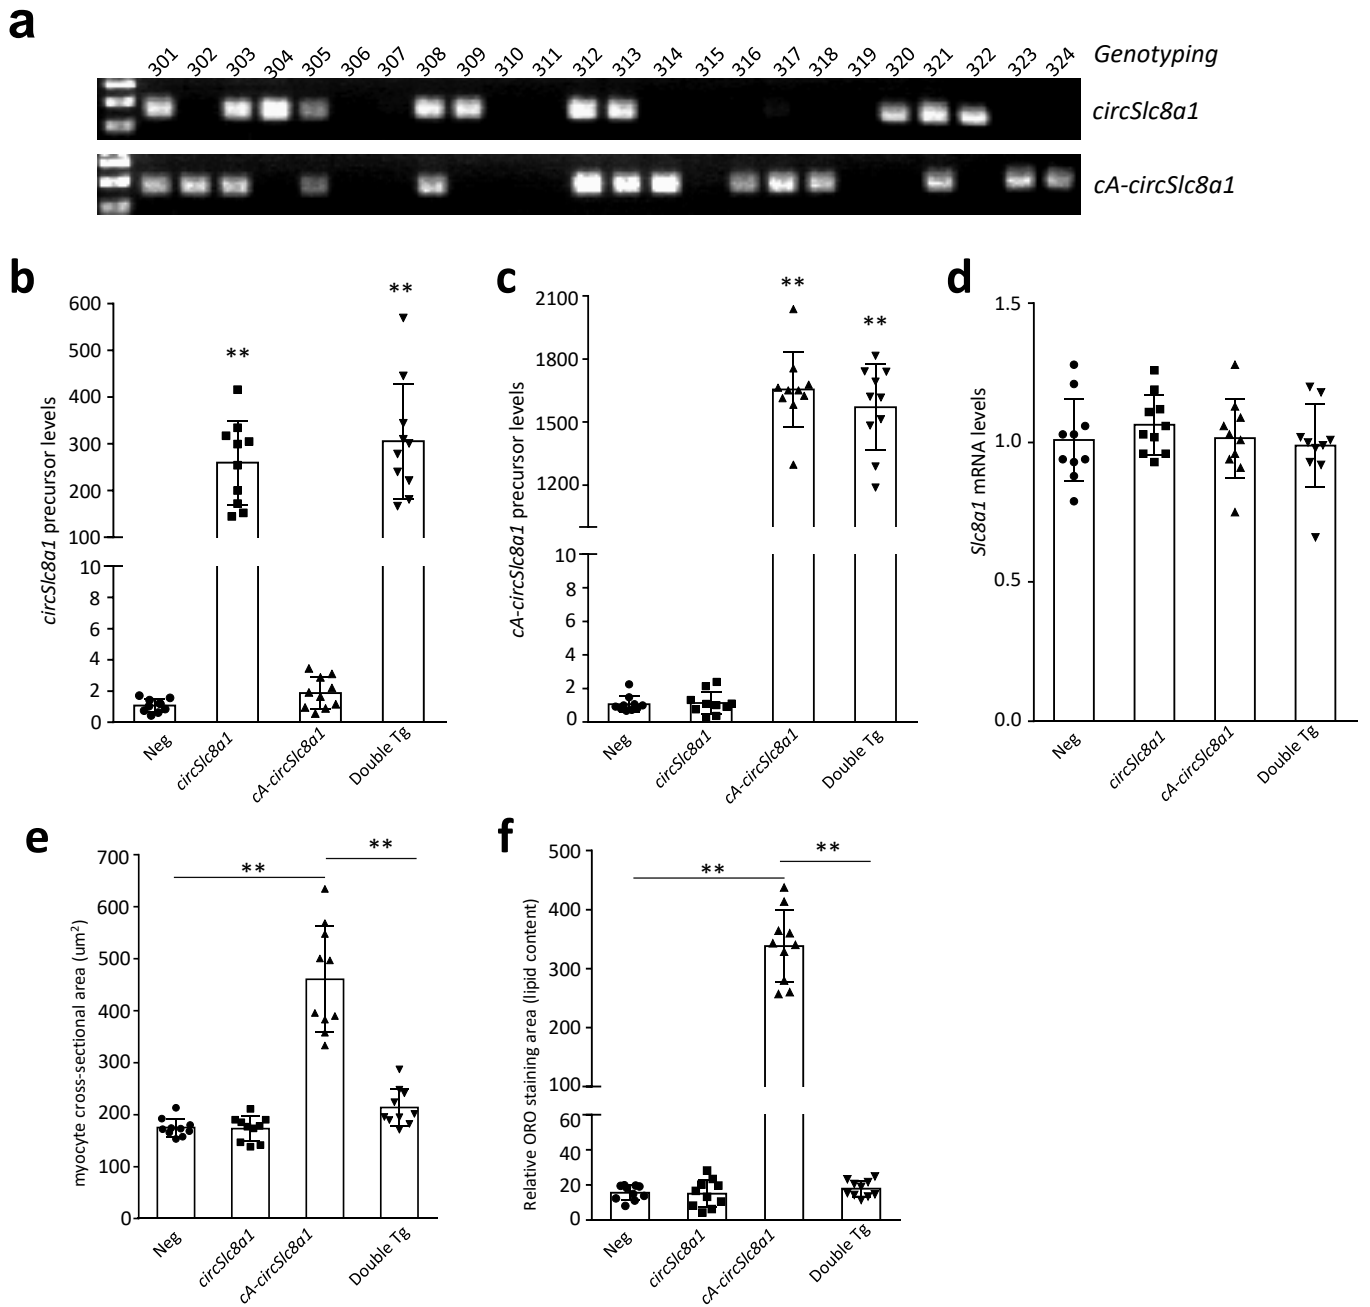 a
301 302 303 304 305 306 307 308 309 310 311 312 313 314 315 316 317 318 319 320 321 322 323 324 Genotyping
circSlc8a1
cA-circSlc8a1
b
circSlc8a1 precursor levels
600
500
400
300
200
100
10
8
6
4
2
0
** **
Neg circSlc8a1 cA-circSlc8a1 Double Tg
c
cA-circSlc8a1 precursor levels
2100
1800
1500
1200
10
8
6
4
2
0
** **
Neg circSlc8a1 cA-circSlc8a1 Double Tg
d
Slc8a1 mRNA levels
1.5
1.0
0.5
0.0
Neg circSlc8a1 cA-circSlc8a1 Double Tg
e
myocyte cross-sectional area (um²)
700
600
500
400
300
200
100
0
** **
Neg circSlc8a1 cA-circSlc8a1 Double Tg
f
Relative ORO staining area (lipid content)
500
400
300
200
100
60
40
20
0
** **
Neg circSlc8a1 cA-circSlc8a1 Double Tg